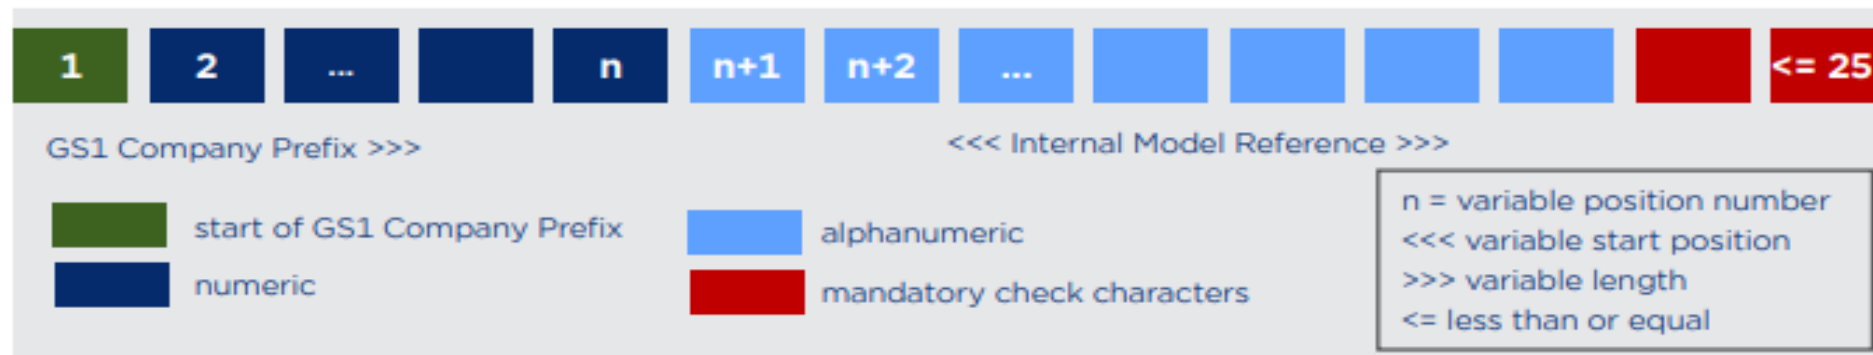 1 2 ... n n+1 n+2 ... <= 25
GS1 Company Prefix >>>
<<< Internal Model Reference >>>
start of GS1 Company Prefix
numeric
alphanumeric
mandatory check characters
n = variable position number
<<< variable start position
>>> variable length
<= less than or equal